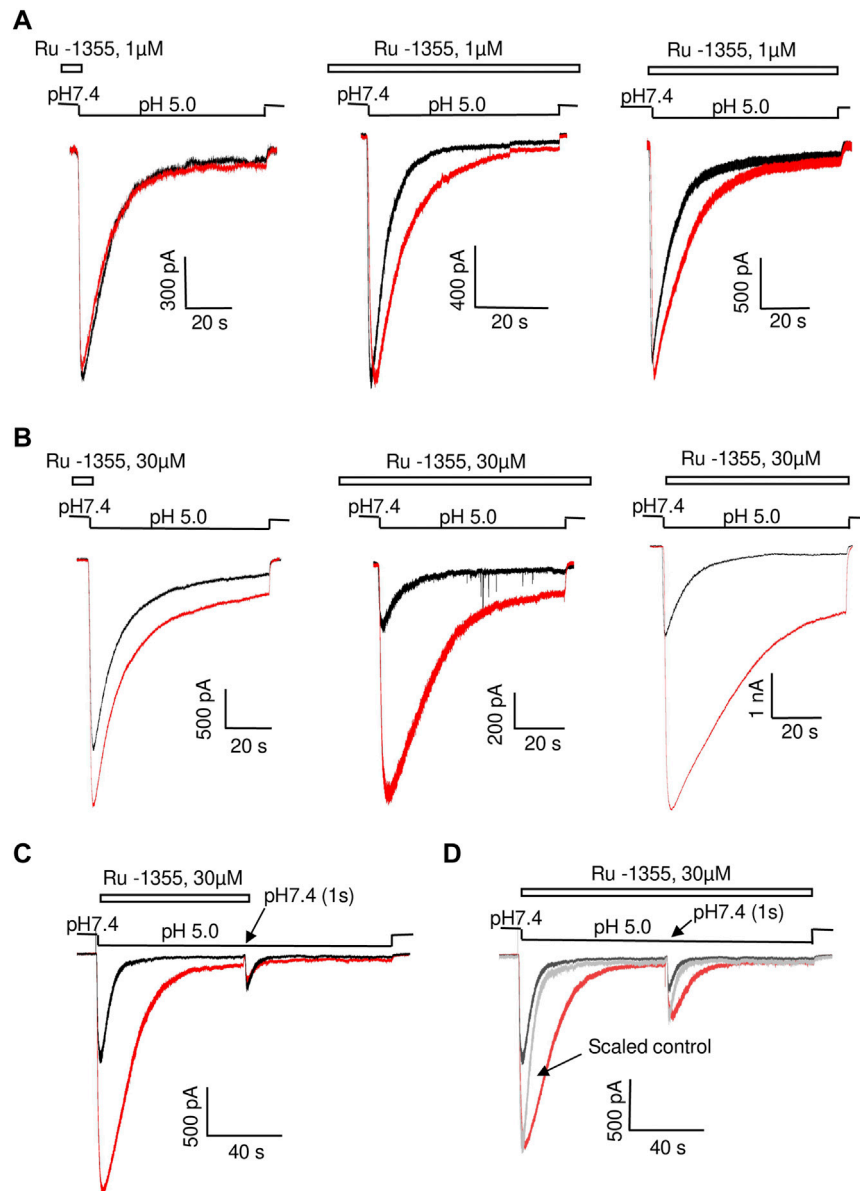 A
Ru -1355, 1µM
Ru -1355, 1µM
Ru -1355, 1µM
pH7.4
pH 5.0
pH7.4
pH 5.0
pH7.4
pH 5.0
300 pA
20 s
400 pA
20 s
500 pA
20 s
B
Ru -1355, 30µM
Ru -1355, 30µM
Ru -1355, 30µM
pH7.4
pH 5.0
pH7.4
pH 5.0
pH7.4
pH 5.0
500 pA
20 s
200 pA
20 s
1 nA
20 s
C
Ru -1355, 30µM
pH7.4 (1s)
pH7.4
pH 5.0
500 pA
40 s
D
Ru -1355, 30µM
pH7.4 (1s)
pH7.4
pH 5.0
Scaled control
500 pA
40 s